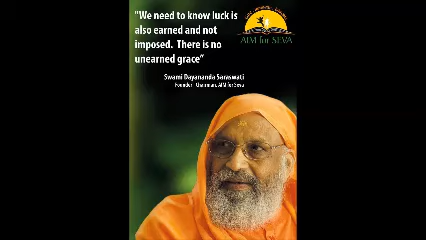 "We need to know luck is
also earned and not
imposed.  There is no
unearned grace"
AIM for SEVA
Swami Dayananda Saraswati
Founder - Chairman, AIM for Seva